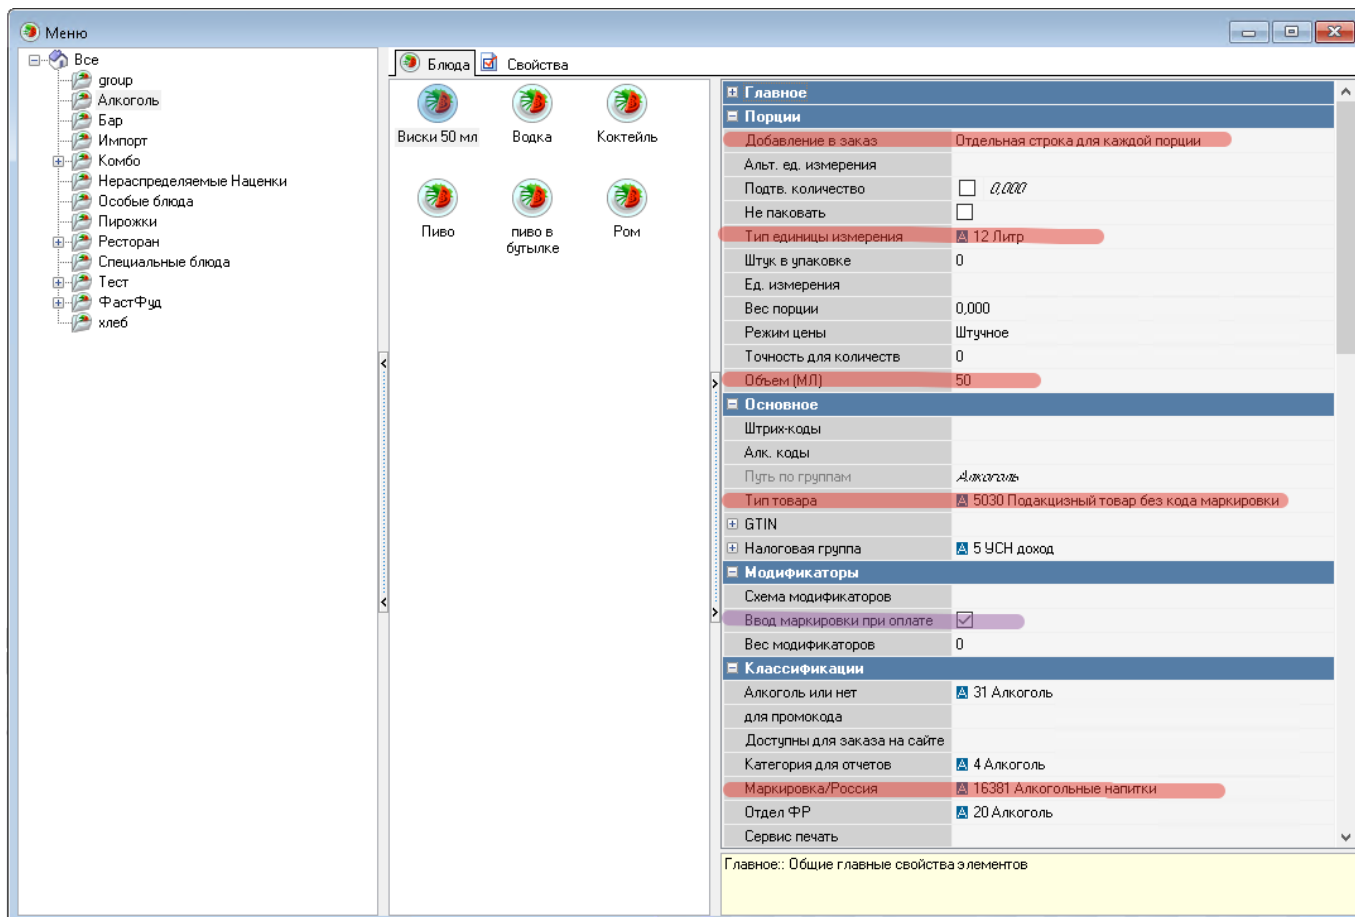 Меню
Все
group
Алкоголь
Бар
Импорт
Комбо
Нераспределяемые Наценки
Особые блюда
Пирожки
Ресторан
Специальные блюда
Тест
ФастФуд
хлеб
Блюда Свойства
Виски 50 мл Водка Коктейль
Пиво пиво в бутылке Ром
Главное
Порции
Добавление в заказ Отдельная строка для каждой порции
Альт. ед. измерения
Подтв. количество 0,000
Не паковать
Тип единицы измерения A 12 Литр
Штук в упаковке 0
Ед. измерения
Вес порции 0,000
Режим цены Штучное
Точность для количеств 0
Объем (МЛ) 50
Основное
Штрих-коды
Алк. коды
Путь по группам Алкоголь
Тип товара A 5030 Подакцизный товар без кода маркировки
GTIN
Налоговая группа A 5 УСН доход
Модификаторы
Схема модификаторов
Ввод маркировки при оплате
Вес модификаторов 0
Классификации
Алкоголь или нет A 31 Алкоголь
для промокода
Доступны для заказа на сайте
Категория для отчетов A 4 Алкоголь
Маркировка/Россия A 16381 Алкогольные напитки
Отдел ФР A 20 Алкоголь
Сервис печать
Главное:: Общие главные свойства элементов